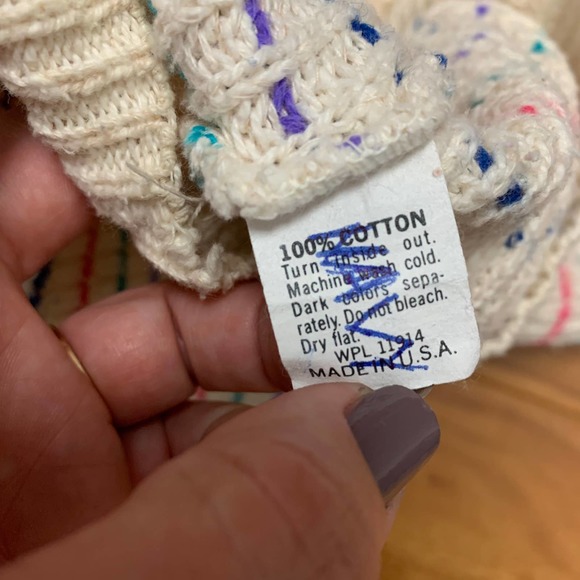 100% COTTON
Turn inside out.
Machine wash cold.
Dark colors sepa-
rately. Do not bleach.
Dry flat.
WPL 11914
MADE IN U.S.A.